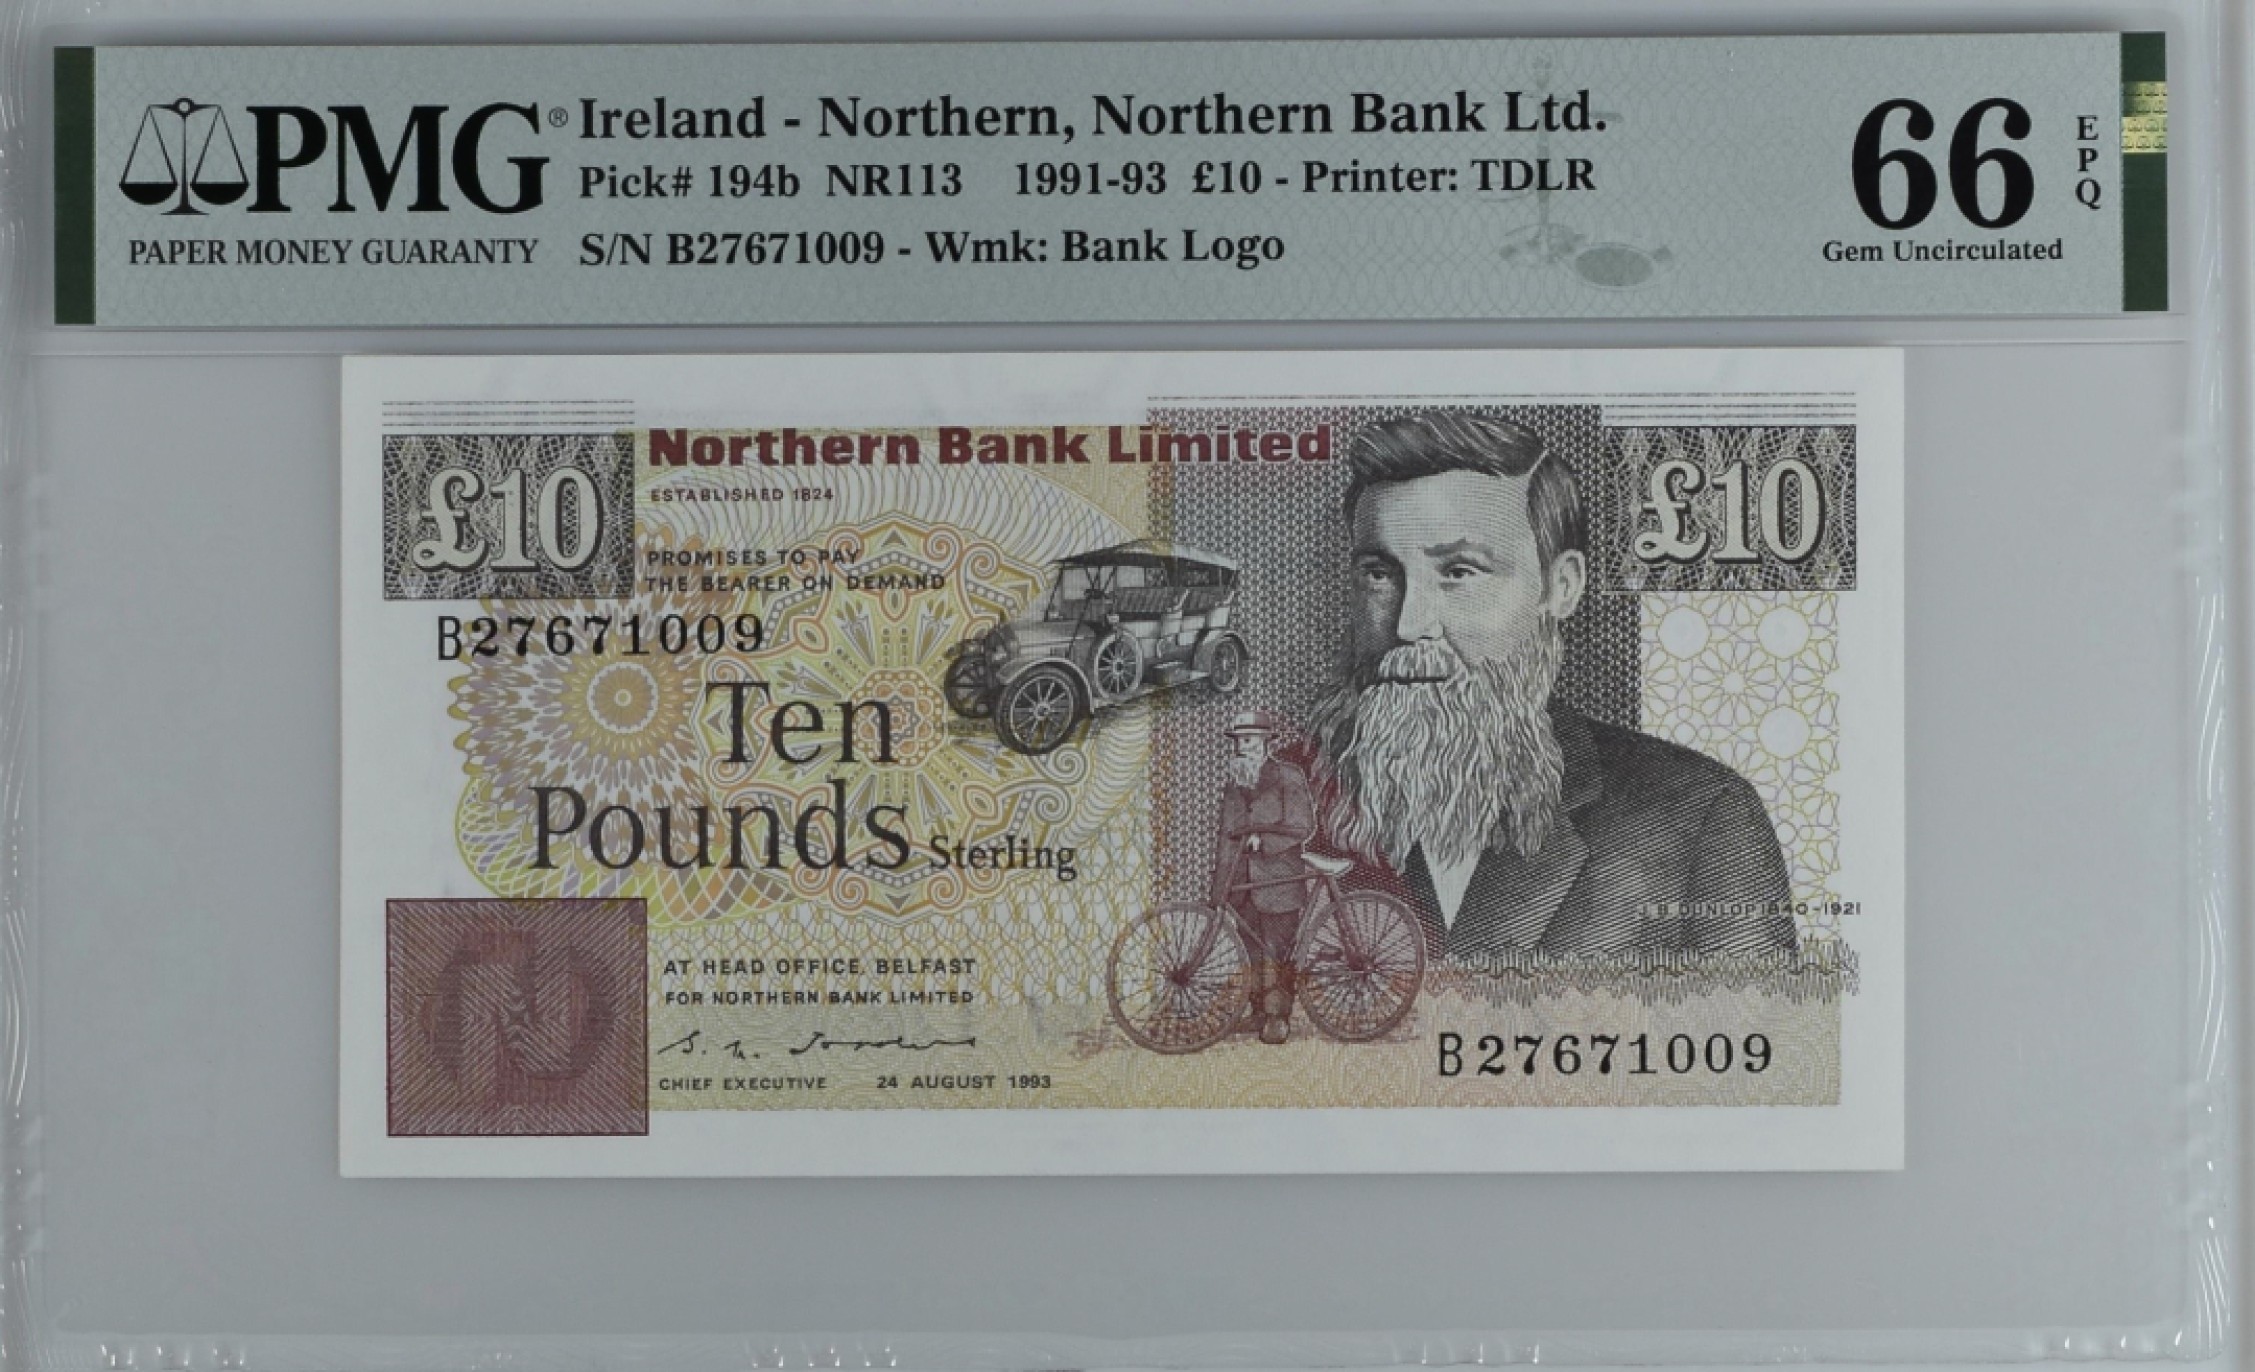 PMG®
PAPER MONEY GUARANTY
Ireland - Northern, Northern Bank Ltd.
Pick# 194b NR113 1991-93 £10 - Printer: TDLR
S/N B27671009 - Wmk: Bank Logo
66
EPQ
Gem Uncirculated
£10
Northern Bank Limited
£10
ESTABLISHED 1824
PROMISES TO PAY
THE BEARER ON DEMAND
B27671009
Ten
Pounds Sterling
J. B. DUNLOP 1840-1921
AT HEAD OFFICE, BELFAST
FOR NORTHERN BANK LIMITED
CHIEF EXECUTIVE 24 AUGUST 1993
B27671009